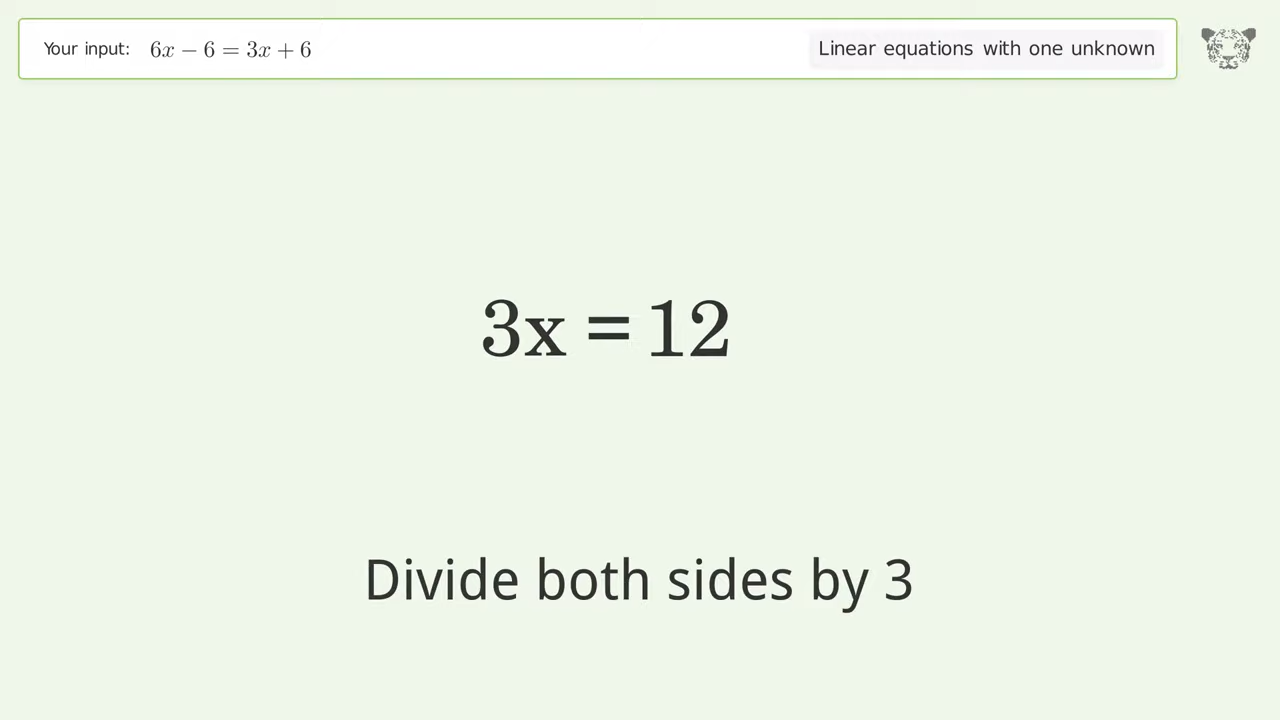 Your input: 6x − 6 = 3x + 6
Linear equations with one unknown
3x = 12
Divide both sides by 3